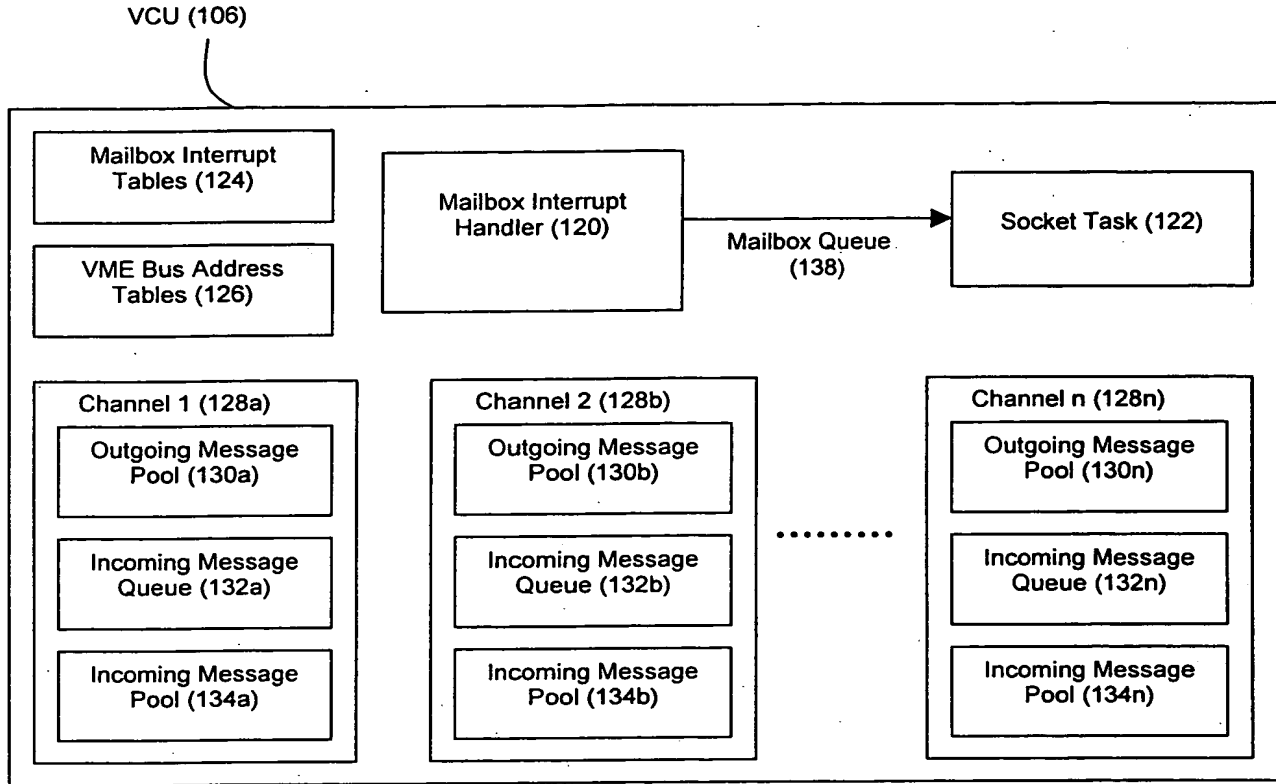 VCU (106)
Mailbox Interrupt
Tables (124)
VME Bus Address
Tables (126)
Mailbox Interrupt
Handler (120)
Mailbox Queue
(138)
Socket Task (122)
Channel 1 (128a)
Outgoing Message
Pool (130a)
Incoming Message
Queue (132a)
Incoming Message
Pool (134a)
Channel 2 (128b)
Outgoing Message
Pool (130b)
Incoming Message
Queue (132b)
Incoming Message
Pool (134b)
Channel n (128n)
Outgoing Message
Pool (130n)
Incoming Message
Queue (132n)
Incoming Message
Pool (134n)